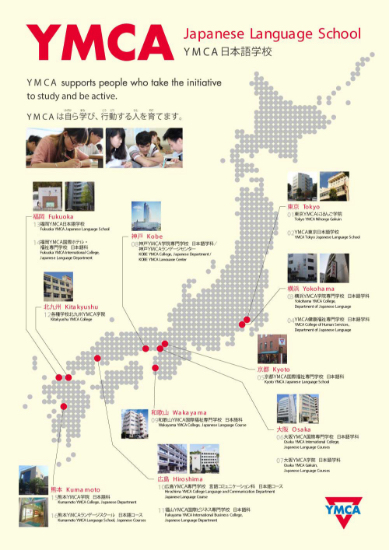 YMCA
Japanese Language School
YMCA日本語学校
YMCA supports people who take the initiative
to study and be active.
YMCAは自ら学び、行動する人を育てます。
福岡 Fukuoka
福岡YMCA日本語学校
Fukuoka YMCA Japanese Language School
福岡YMCA国際ホテル・
福祉専門学校 日本語科
Fukuoka YMCA International College,
Japanese Language Department
北九州 Kitakyushu
専修学校北九州YMCA学院
Kitakyushu YMCA College
神戸 Kobe
神戸YMCA学院専門学校 日本語学科/
神戸YMCAランゲージセンター
KOBE YMCA College, Japanese Department/
KOBE YMCA Language Center
東京 Tokyo
01 東京YMCAにほんご学院
Tokyo YMCA Nihongo Gakuin
02 YMCA東京日本語学校
YMCA Tokyo Japanese Language School
横浜 Yokohama
03 横浜YMCA学院専門学校 日本語学科
Yokohama YMCA College,
Department of Japanese Language
04 YMCA健康福祉専門学校 日本語学科
YMCA College of Human Services,
Department of Japanese Language
京都 Kyoto
05 京都YMCA国際福祉専門学校 日本語科
Kyoto YMCA Japanese Language School
和歌山 Wakayama
和歌山YMCA国際福祉専門学校 日本語科
Wakayama YMCA College, Japanese Language Course
大阪 Osaka
06 大阪YMCA国際専門学校 日本語学科
Osaka YMCA International College
07 大阪YMCA学院 日本語学科
Osaka YMCA Gakuin,
Japanese Language Course
広島 Hiroshima
広島YMCA専門学校 言語コミュニケーション科 日本語コース
Hiroshima YMCA College Language and Communication Department
Japanese Language Course
福山YMCA国際ビジネス専門学校 日本語科
Fukuyama YMCA International Business College,
Japanese Language Department
熊本 Kumamoto
熊本YMCA学院 日本語科
Kumamoto YMCA College, Japanese Department
熊本YMCAランゲージスクール 日本語コース
Kumamoto YMCA Language School, Japanese Course
YMCA